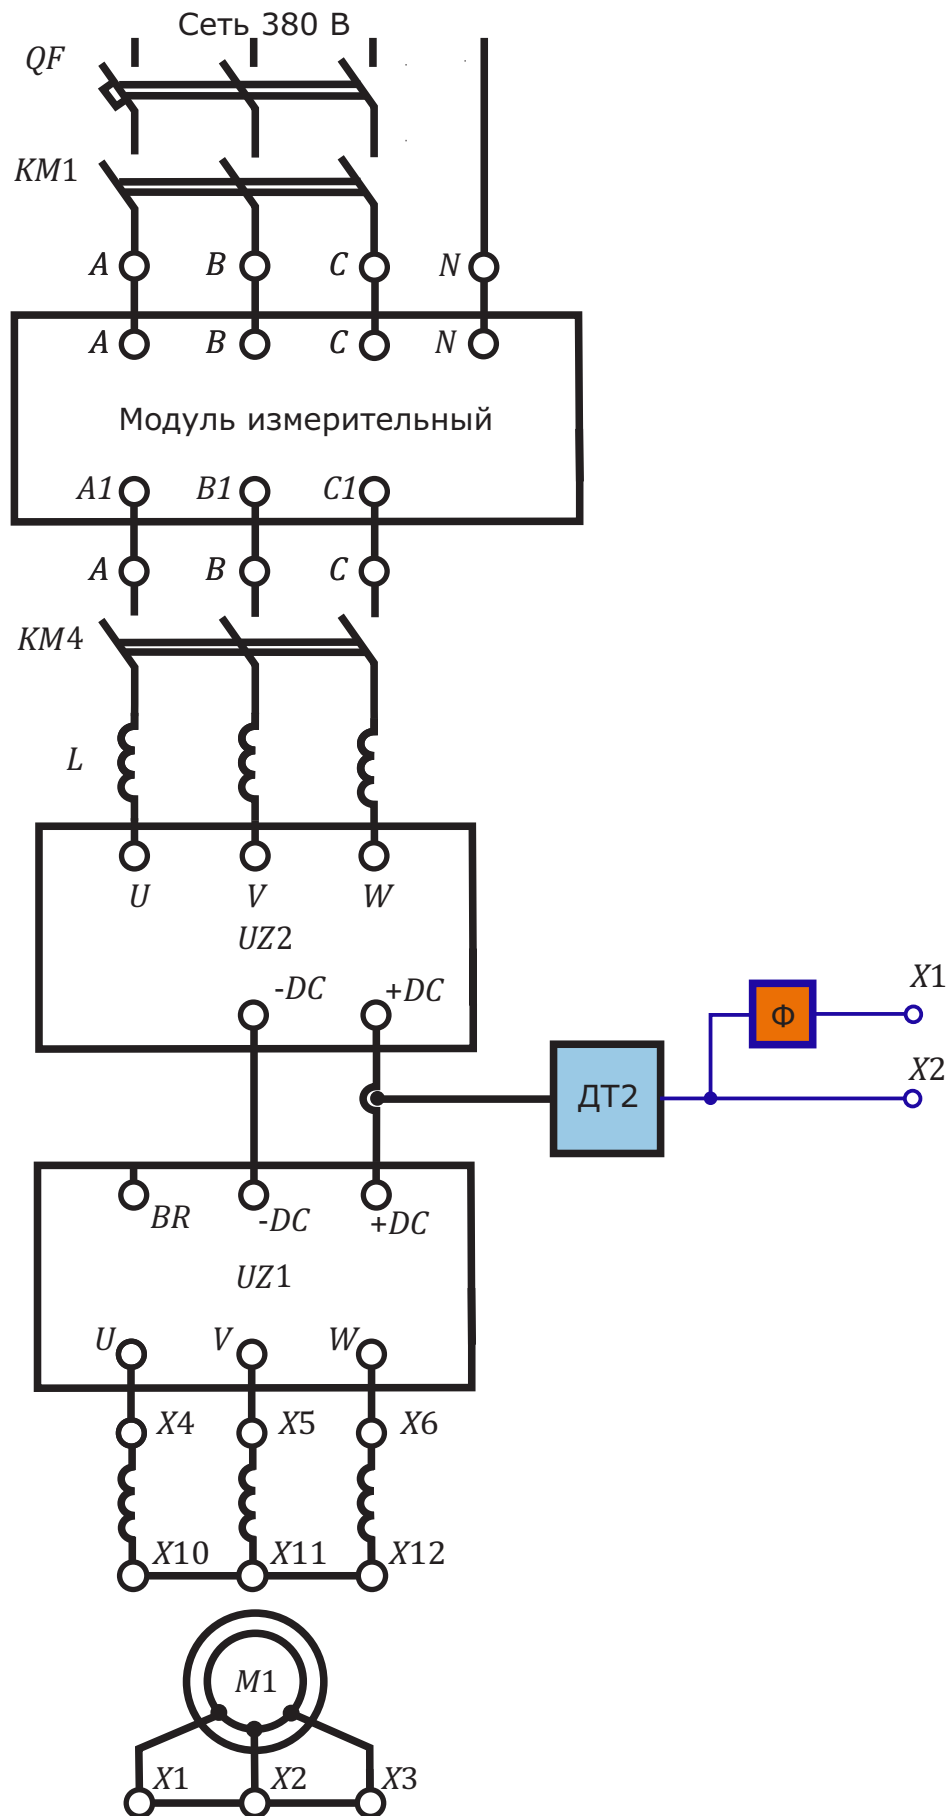 Сеть 380 В
QF
KM1
A B C N
A B C N
Модуль измерительный
A1 B1 C1
A B C
KM4
L
U V W
UZ2
-DC +DC
X1
Ф
X2
ДТ2
BR -DC +DC
UZ1
U V W
X4 X5 X6
X10 X11 X12
M1
X1 X2 X3